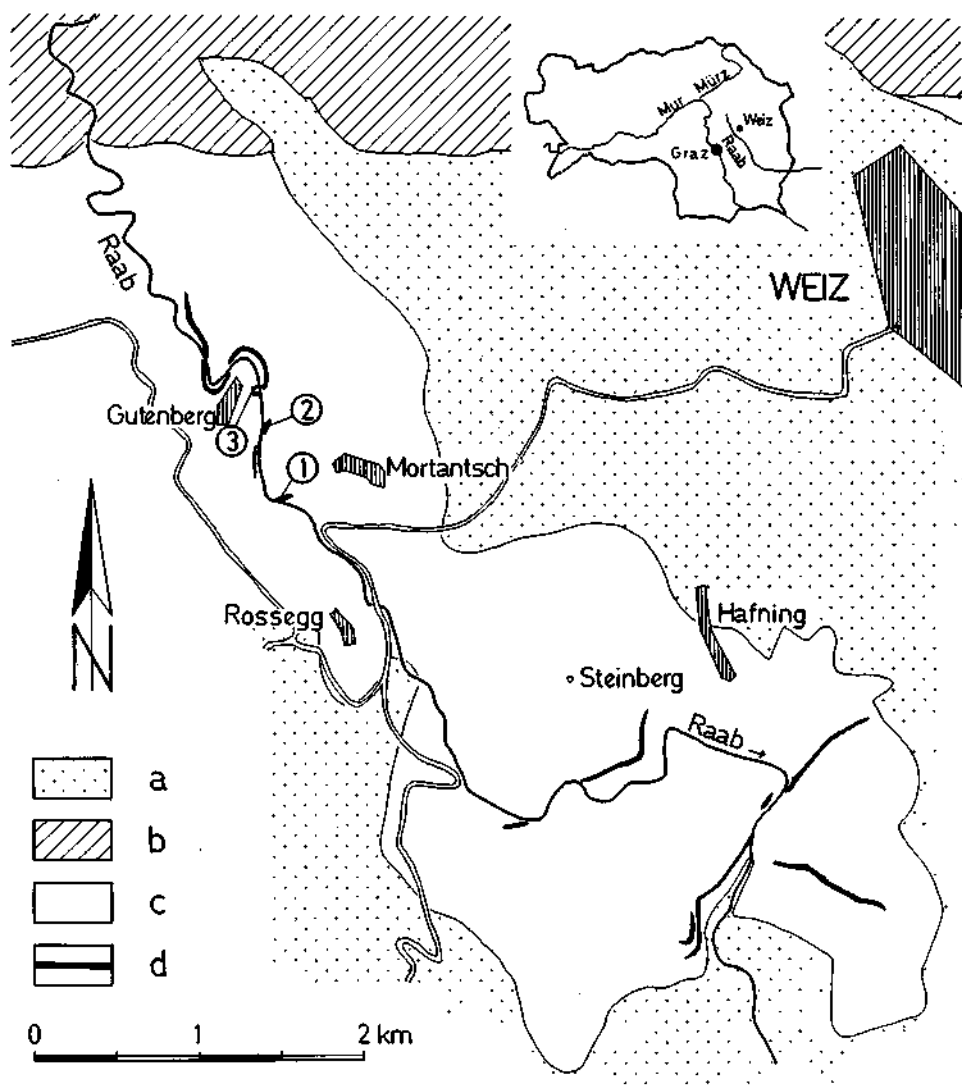 Mur
Mürz
Weiz
Graz
Raab
WEIZ
Raab
Gutenberg
2
3
1
Mortantsch
Rossegg
Hafning
Steinberg
Raab →
N
a
b
c
d
0 1 2 km